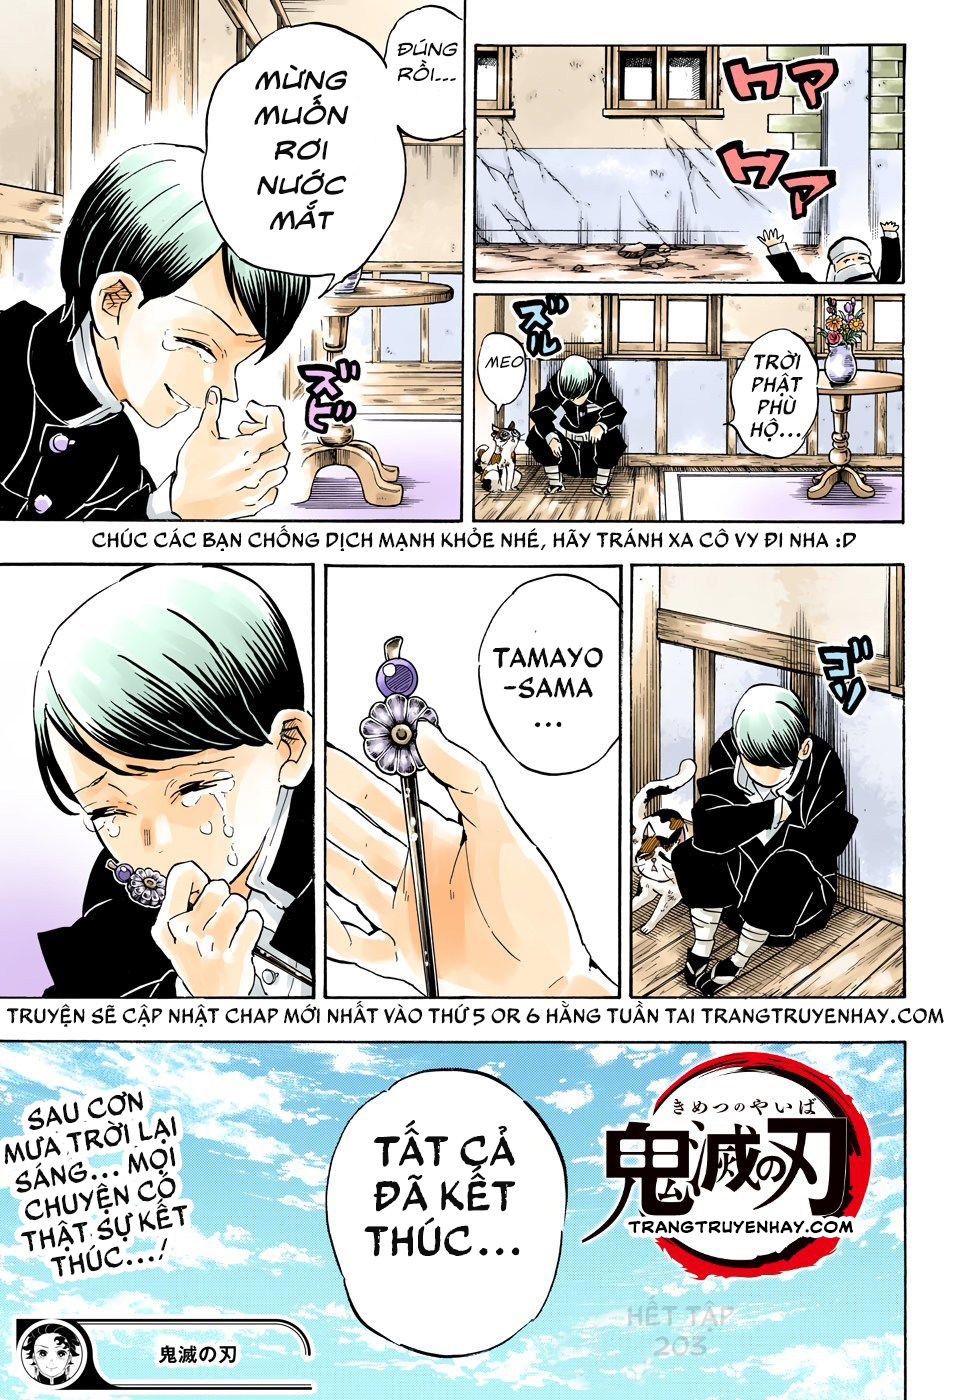 ワアー
ワアー
ズル
MEO
TRỜI
PHẬT
PHÙ
HỘ...
ĐÚNG
RỒI...
MỪNG
MUỐN
RƠI
NƯỚC
MẮT
ズビ
CHÚC CÁC BẠN CHỐNG DỊCH MẠNH KHỎE NHÉ, HÃY TRÁNH XA CÔ VY ĐI NHA :D
TAMAYO
-SAMA
...
TRUYỆN SẼ CẬP NHẬT CHAP MỚI NHẤT VÀO THỨ 5 OR 6 HẰNG TUẦN TẠI TRANGTRUYENHAY.COM
きめつのやいば
鬼滅の刃
TRANGTRUYENHAY.COM
TẤT CẢ
ĐÃ KẾT
THÚC...
SAU CƠN
MƯA TRỜI LẠI
SÁNG... MỌI
CHUYỆN CÓ
THẬT SỰ KẾT
THÚC...!
HẾT TẬP
203
鬼滅の刃